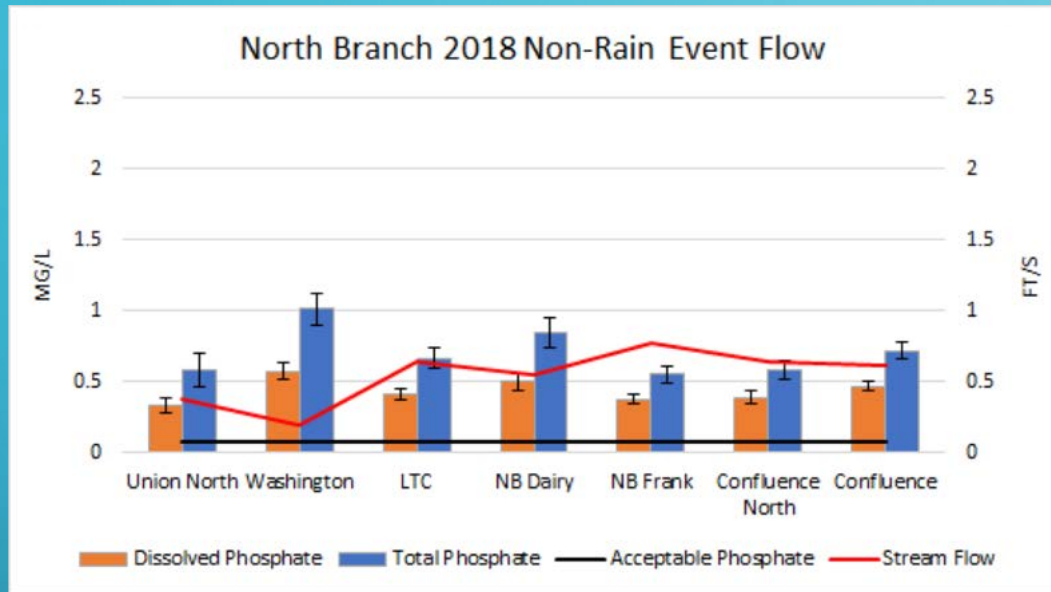 North Branch 2018 Non-Rain Event Flow
2.5
2
1.5
1
0.5
0
MG/L
2.5
2
1.5
1
0.5
0
FT/S
Union North Washington LTC NB Dairy NB Frank Confluence North Confluence
Dissolved Phosphate Total Phosphate Acceptable Phosphate Stream Flow